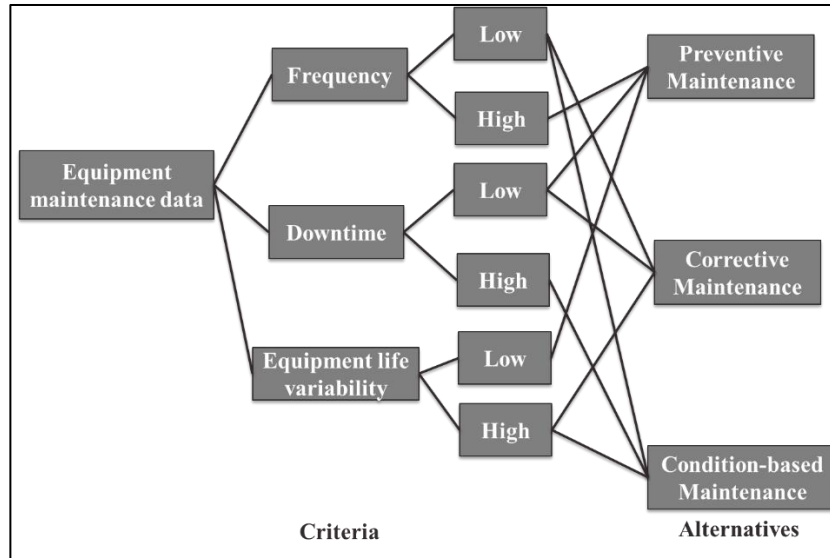 Equipment
maintenance data
Frequency
Downtime
Equipment life
variability
Low
High
Low
High
Low
High
Preventive
Maintenance
Corrective
Maintenance
Condition-based
Maintenance
Criteria
Alternatives